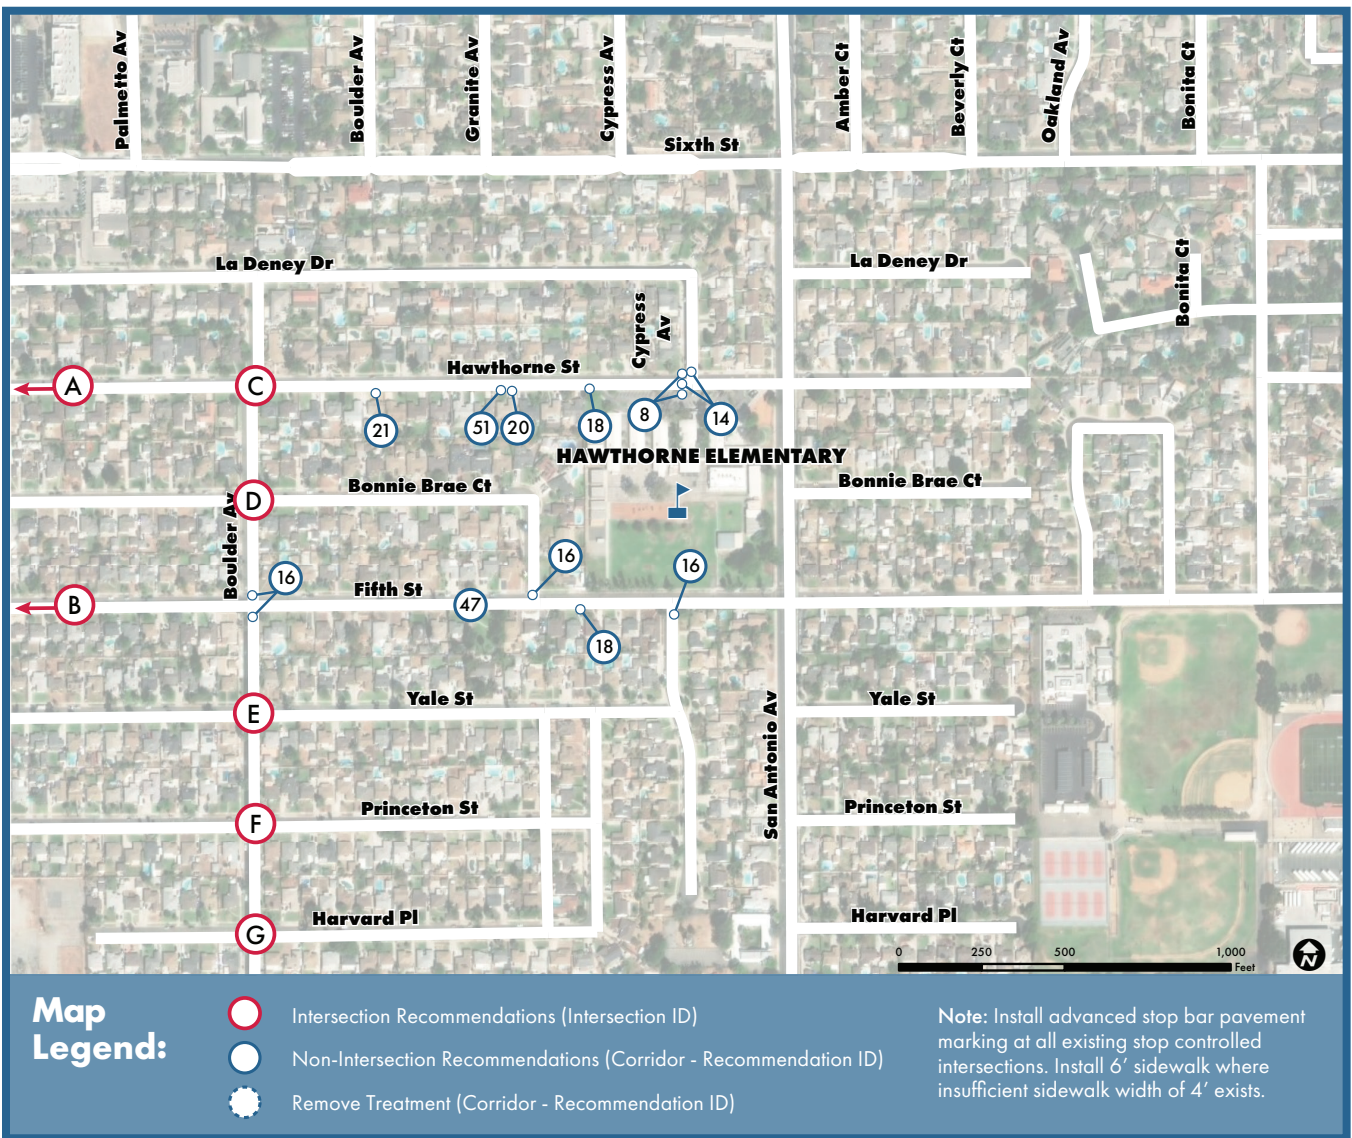 Palmetto Av
Boulder Av
Granite Av
Cypress Av
Sixth St
Amber Ct
Beverly Ct
Oakland Av
Bonita Ct
La Deney Dr
La Deney Dr
Bonita Ct
Cypress
Av
Hawthorne St
A
C
21
51
20
18
8
14
HAWTHORNE ELEMENTARY
Bonnie Brae Ct
Bonnie Brae Ct
D
Boulder Av
16
16
16
Fifth St
B
47
18
Yale St
Yale St
E
San Antonio Av
Princeton St
Princeton St
F
Harvard Pl
Harvard Pl
G
0 250 500 1,000
Feet
N
Map
Legend:
Intersection Recommendations (Intersection ID)
Non-Intersection Recommendations (Corridor - Recommendation ID)
Remove Treatment (Corridor - Recommendation ID)
Note: Install advanced stop bar pavement
marking at all existing stop controlled
intersections. Install 6’ sidewalk where
insufficient sidewalk width of 4’ exists.